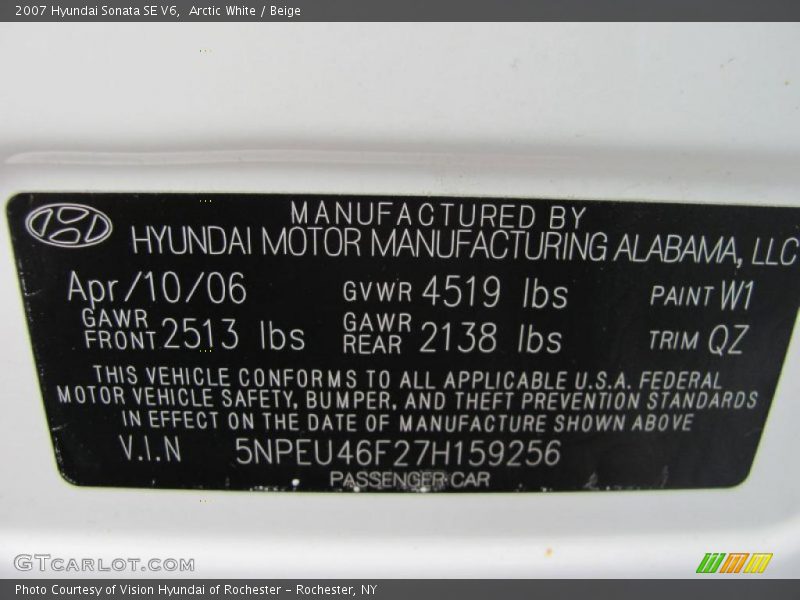 2007 Hyundai Sonata SE V6, Arctic White / Beige
MANUFACTURED BY
HYUNDAI MOTOR MANUFACTURING ALABAMA, LLC
Apr/10/06 GVWR 4519 lbs PAINT W1
GAWR FRONT 2513 lbs GAWR REAR 2138 lbs TRIM QZ
THIS VEHICLE CONFORMS TO ALL APPLICABLE U.S.A. FEDERAL
MOTOR VEHICLE SAFETY, BUMPER, AND THEFT PREVENTION STANDARDS
IN EFFECT ON THE DATE OF MANUFACTURE SHOWN ABOVE
V.I.N 5NPEU46F27H159256
PASSENGER CAR
GTCarLot.com
Photo Courtesy of Vision Hyundai of Rochester - Rochester, NY